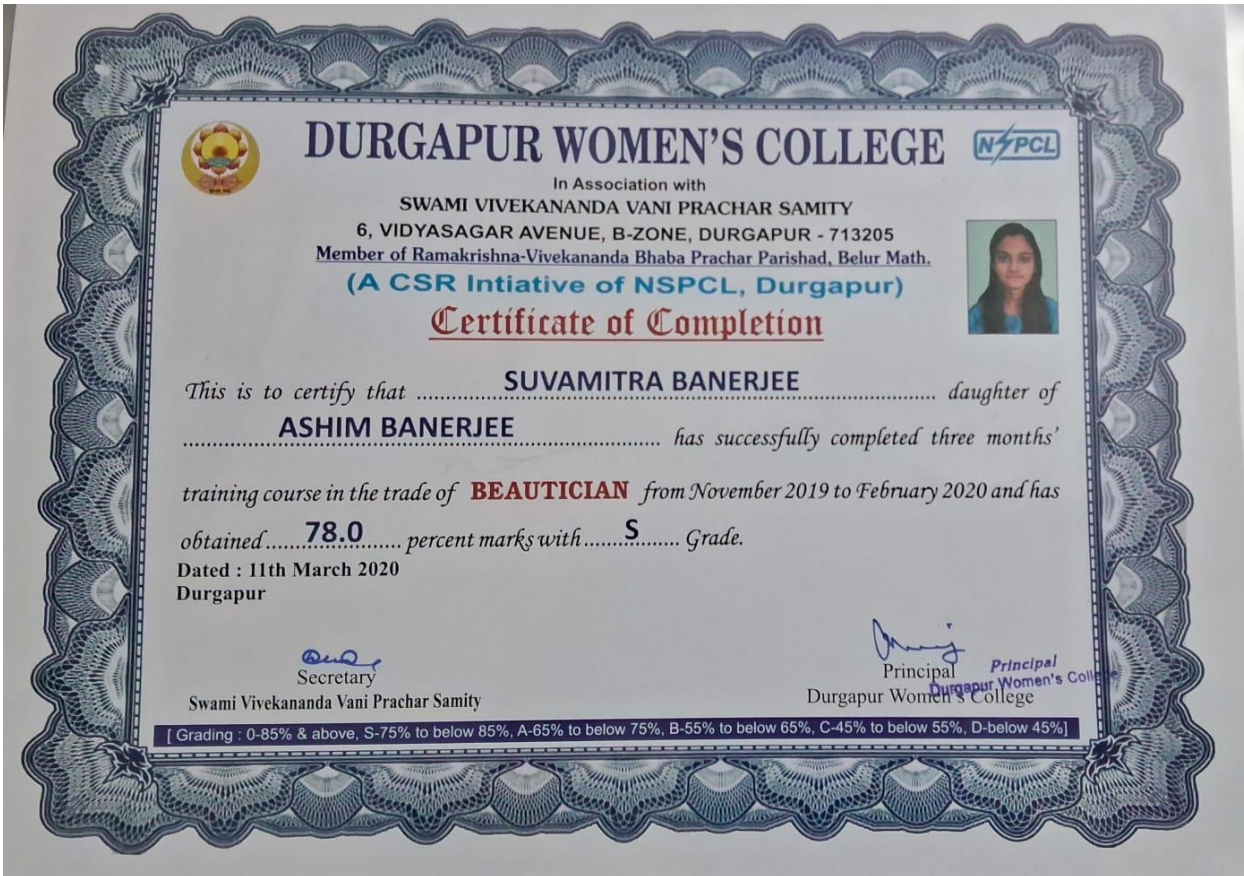 DURGAPUR WOMEN'S COLLEGE
NSPCL
In Association with
SWAMI VIVEKANANDA VANI PRACHAR SAMITY
6, VIDYASAGAR AVENUE, B-ZONE, DURGAPUR - 713205
Member of Ramakrishna-Vivekananda Bhaba Prachar Parishad, Belur Math.
(A CSR Intiative of NSPCL, Durgapur)
Certificate of Completion
This is to certify that SUVAMITRA BANERJEE daughter of
ASHIM BANERJEE has successfully completed three months'
training course in the trade of BEAUTICIAN from November 2019 to February 2020 and has
obtained 78.0 percent marks with S Grade.
Dated : 11th March 2020
Durgapur
Secretary
Swami Vivekananda Vani Prachar Samity
Principal
Durgapur Women's College
Principal
Durgapur Women's College
[ Grading : 0-85% & above, S-75% to below 85%, A-65% to below 75%, B-55% to below 65%, C-45% to below 55%, D-below 45%]